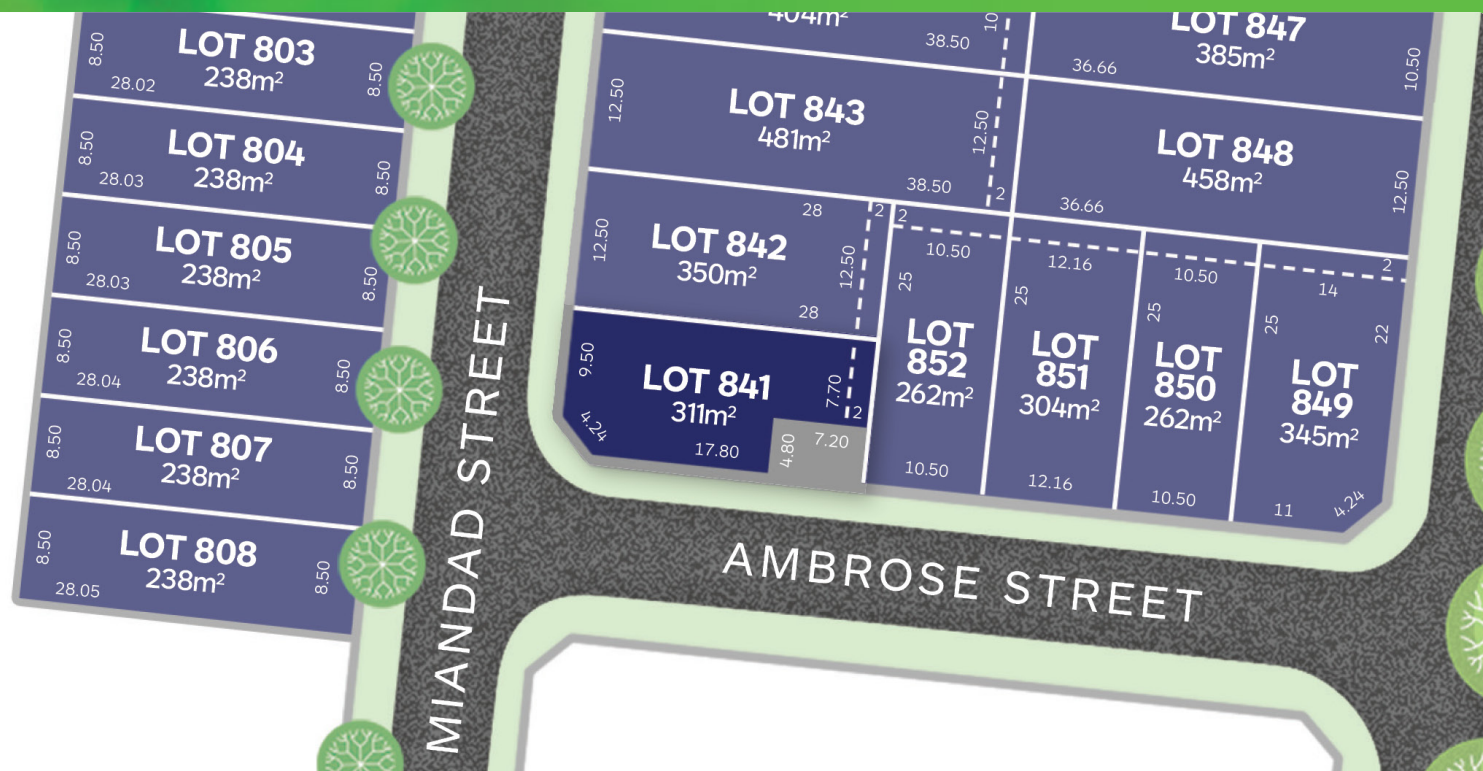 8.50
LOT 803
238m²
8.50
28.02
8.50
LOT 804
238m²
8.50
28.03
8.50
LOT 805
238m²
8.50
28.03
8.50
LOT 806
238m²
8.50
28.04
8.50
LOT 807
238m²
8.50
28.04
8.50
LOT 808
238m²
8.50
28.05
MIANDAD STREET
404m²
38.50
10
LOT 847
385m²
10.50
36.66
12.50
LOT 843
481m²
12.50
38.50
2
LOT 848
458m²
12.50
36.66
28
2
2
12.50
LOT 842
350m²
12.50
28
9.50
LOT 841
311m²
7.70
2
4.24
17.80
4.80
7.20
10.50
25
LOT
852
262m²
10.50
12.16
25
LOT
851
304m²
12.16
10.50
25
LOT
850
262m²
10.50
2
14
25
22
LOT
849
345m²
11
4.24
AMBROSE STREET